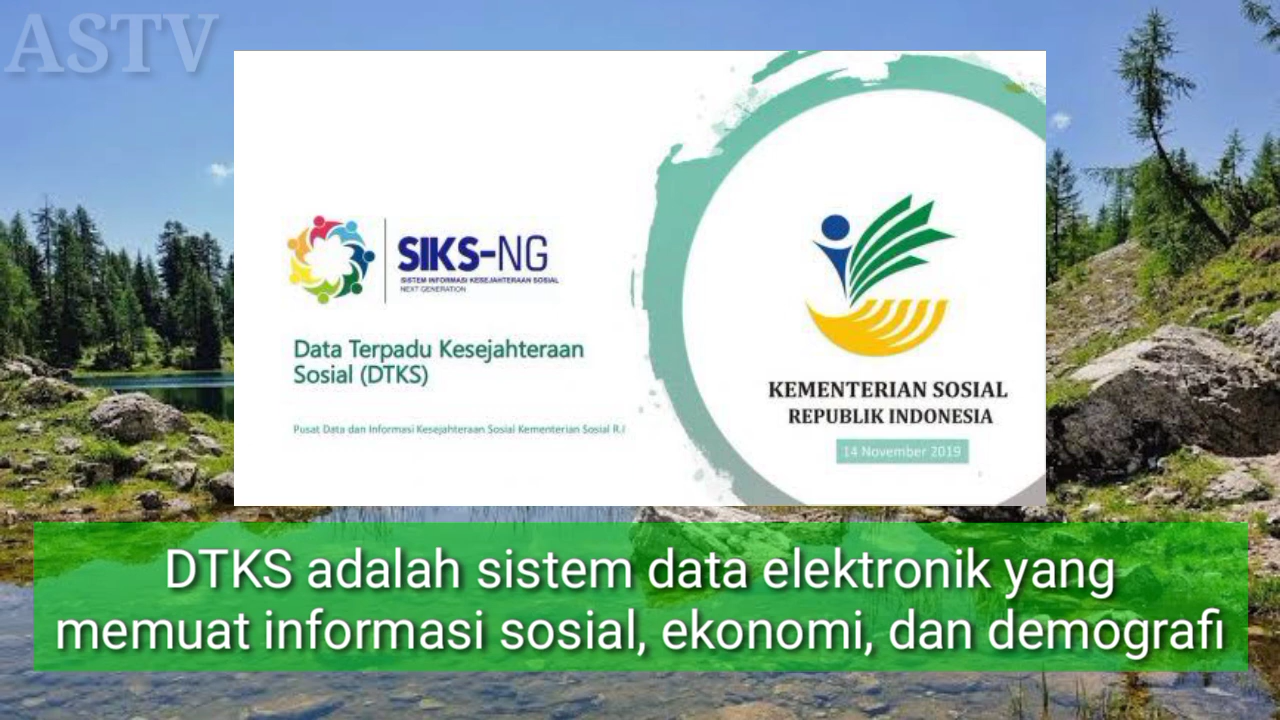 ASTV
SIKS-NG
SISTEM INFORMASI KESEJAHTERAAN SOSIAL
NEXT GENERATION
Data Terpadu Kesejahteraan
Sosial (DTKS)
Pusat Data dan Informasi Kesejahteraan Sosial Kementerian Sosial R.I
KEMENTERIAN SOSIAL
REPUBLIK INDONESIA
14 November 2019
DTKS adalah sistem data elektronik yang
memuat informasi sosial, ekonomi, dan demografi